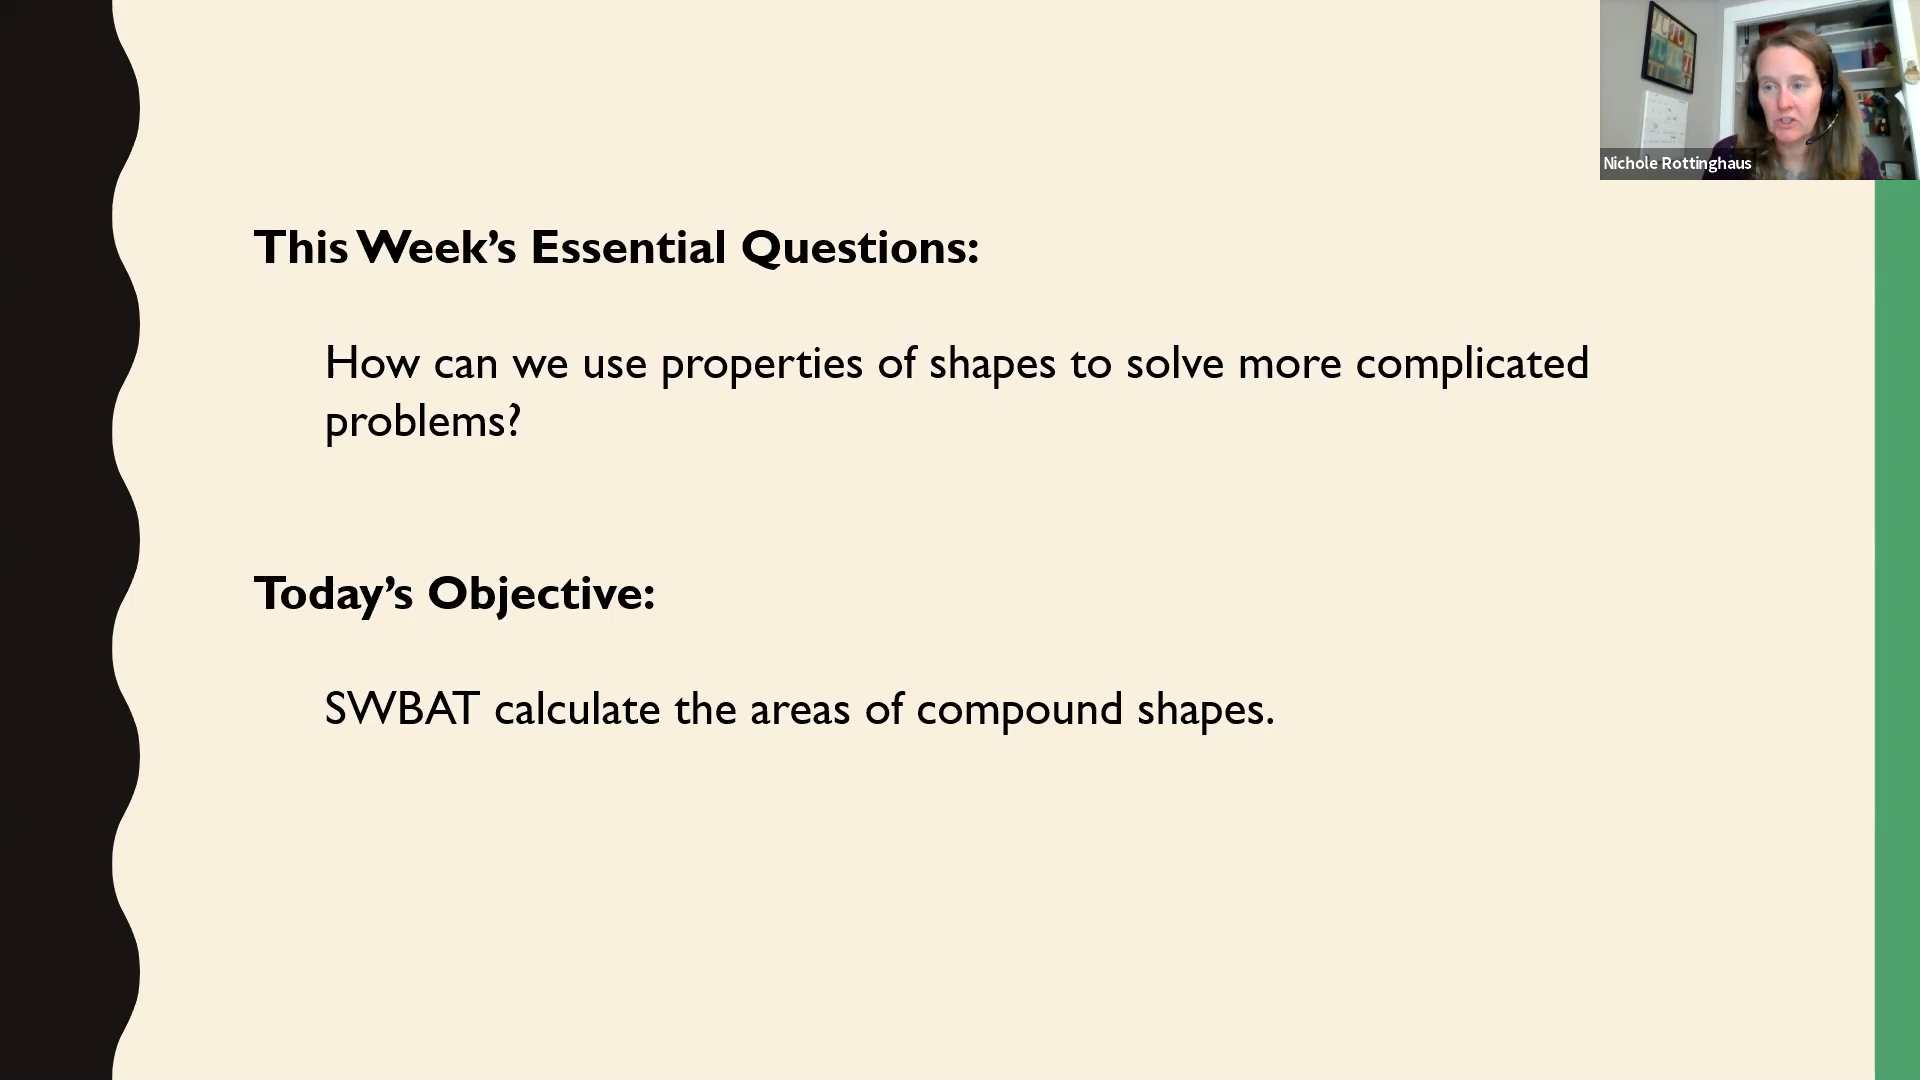 Nichole Rottinghaus
This Week’s Essential Questions:
How can we use properties of shapes to solve more complicated
problems?
Today’s Objective:
SWBAT calculate the areas of compound shapes.